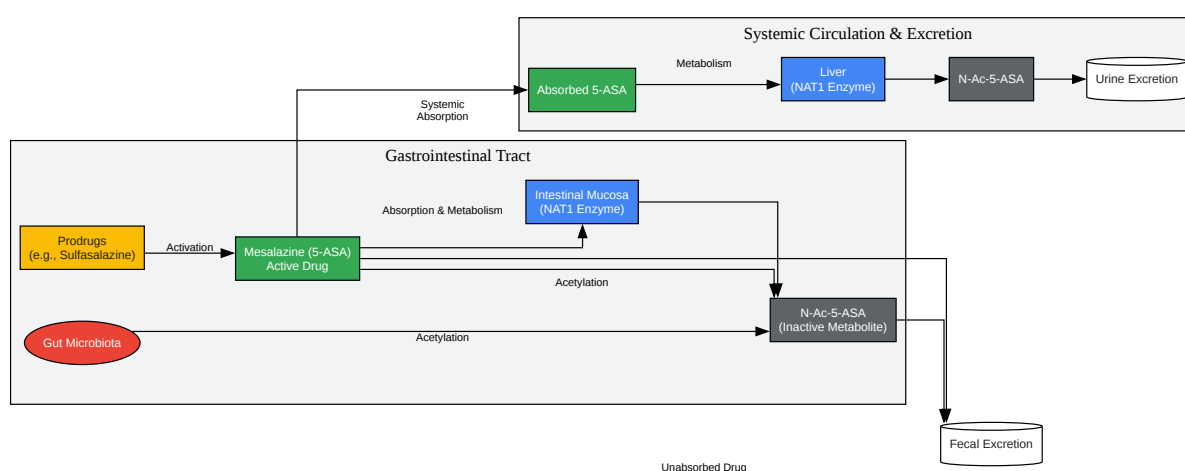 Systemic Circulation & Excretion
Metabolism
Absorbed 5-ASA
Liver
(NAT1 Enzyme)
N-Ac-5-ASA
Urine Excretion
Systemic
Absorption
Gastrointestinal Tract
Intestinal Mucosa
(NAT1 Enzyme)
Absorption & Metabolism
Prodrugs
(e.g., Sulfasalazine)
Activation
Mesalazine (5-ASA)
Active Drug
Acetylation
N-Ac-5-ASA
(Inactive Metabolite)
Gut Microbiota
Acetylation
Fecal Excretion
Unabsorbed Drug